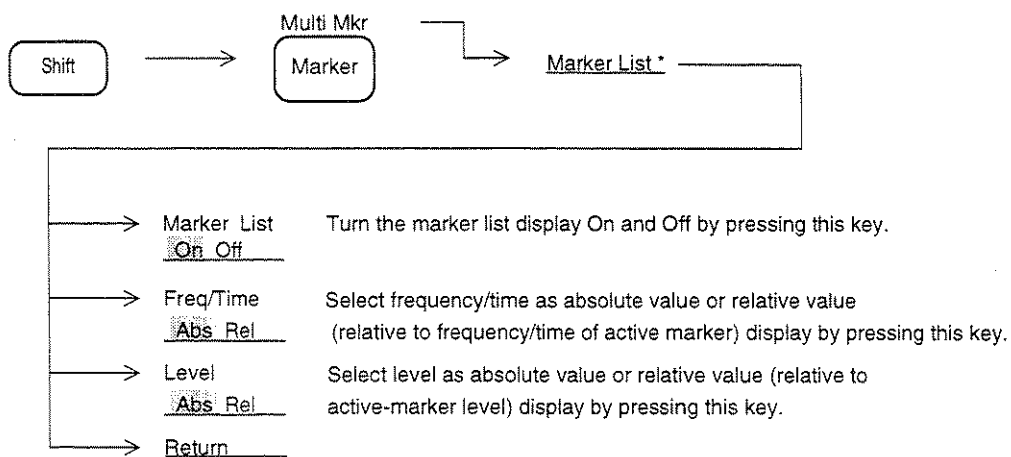 Multi Mkr
Shift
Marker
Marker List *
Marker List Turn the marker list display On and Off by pressing this key.
On Off
Freq/Time Select frequency/time as absolute value or relative value
Abs Rel (relative to frequency/time of active marker) display by pressing this key.
Level Select level as absolute value or relative value (relative to
Abs Rel active-marker level) display by pressing this key.
Return